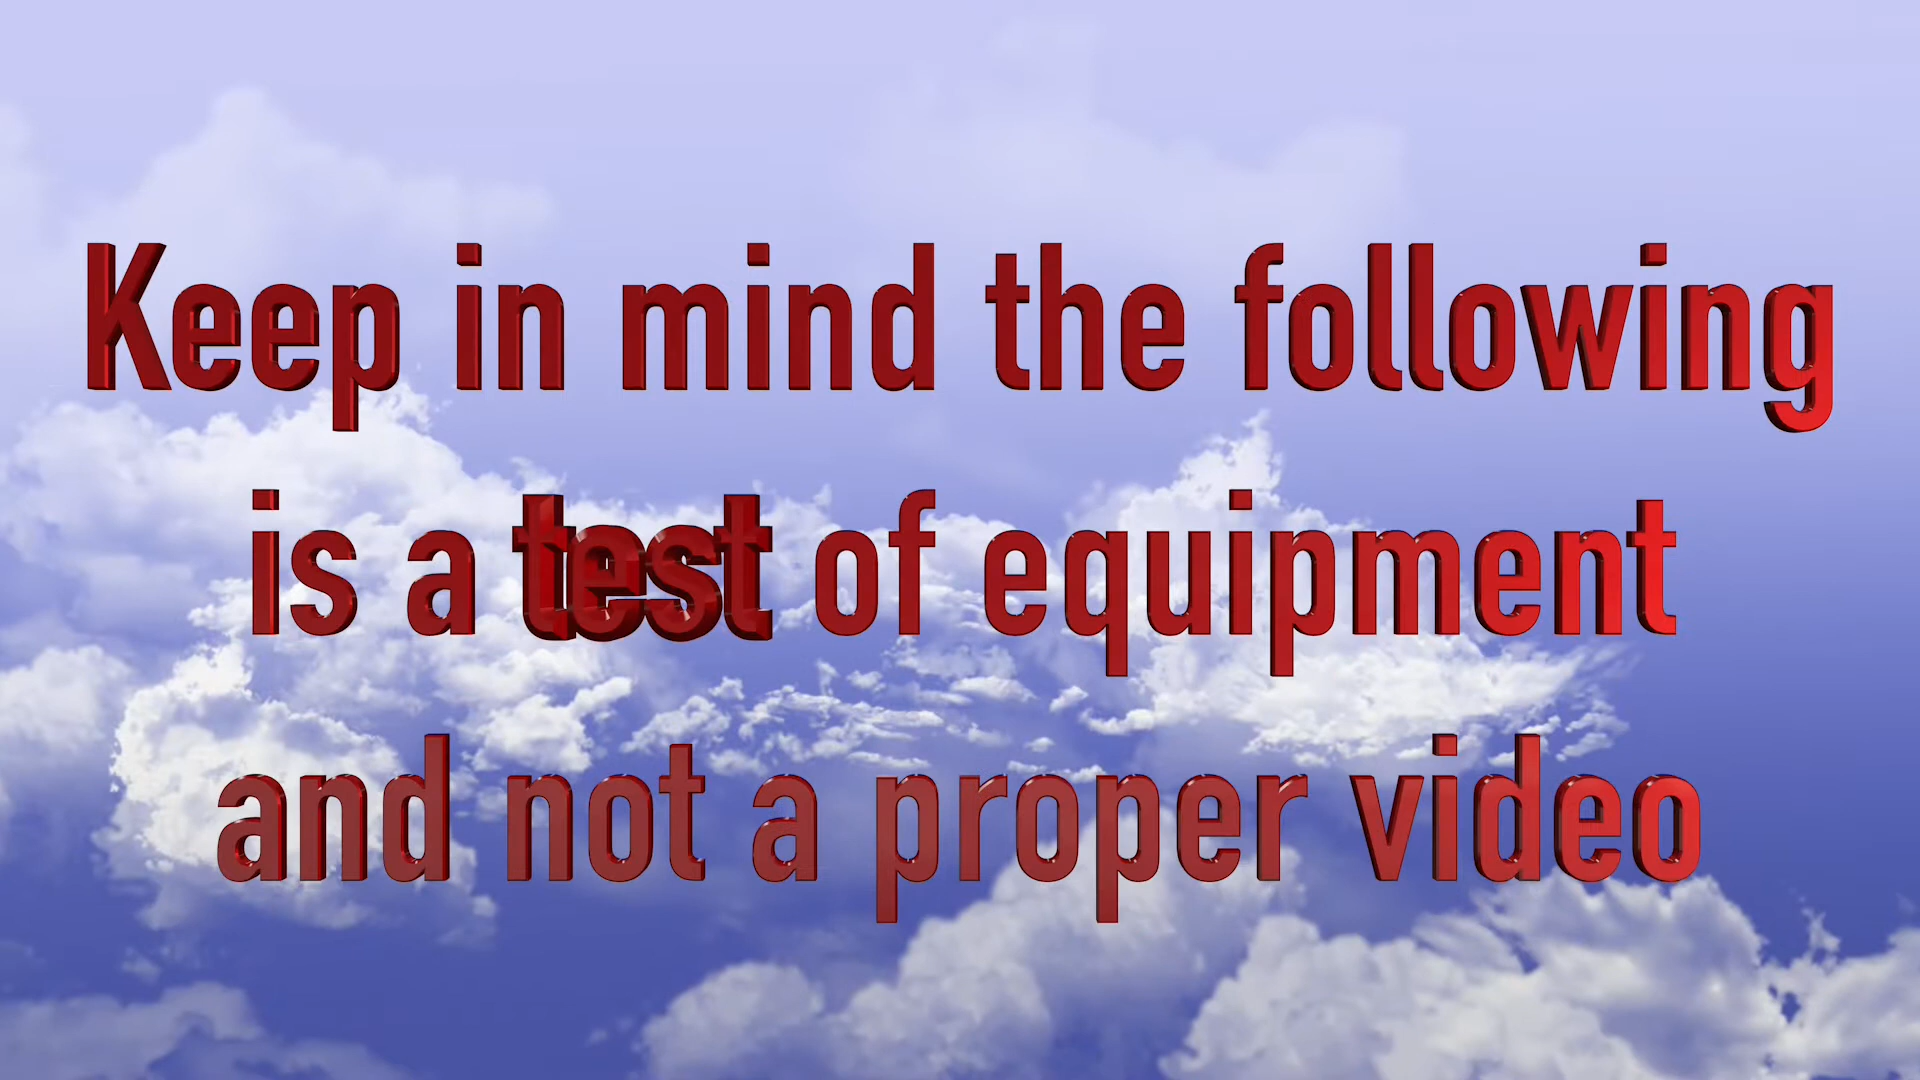 Keep in mind the following
is a test of equipment
and not a proper video